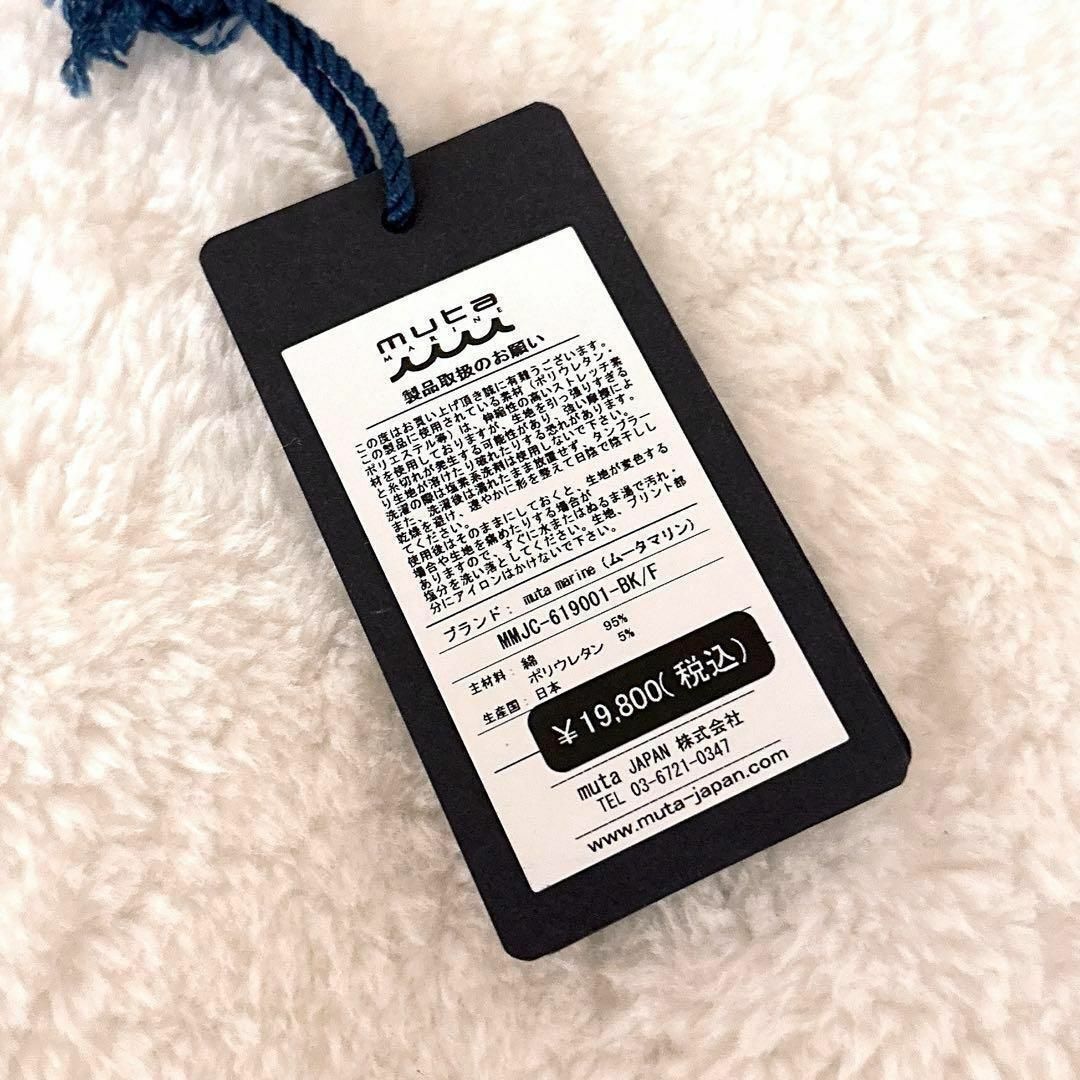 muta
MARINE
製品取扱のお願い
この度はお買い上げ頂き誠に有難うございます。
この製品に使用されている素材(ポリウレタン・
ポリエステル等)は、伸縮性の高いストレッチ素
材を使用しておりますが、生地を引っ張りすぎる
と糸切れが発生する可能性があり、強い摩擦によ
り生地が溶けたり破れたりする恐れがあります。
洗濯の際は塩素系洗剤は使用しないで下さい。
また、洗濯後は濡れたまま放置せず、タンブラー
乾燥を避け、速やかに形を整えて日陰で陰干しし
てください。
使用後はそのままにしておくと、生地が変色する
場合や生地を痛めたりする場合が
ありますので、すぐに水またはぬるま湯で汚れ・
塩分を洗い落としてください。生地、プリント部
分にアイロンはかけないで下さい。
ブランド: muta marine (ムータマリン)
MMJC-619001-BK/F
主材料: 綿 95%
ポリウレタン 5%
生産国: 日本
¥19,800(税込)
muta JAPAN 株式会社
TEL 03-6721-0347
www.muta-japan.com